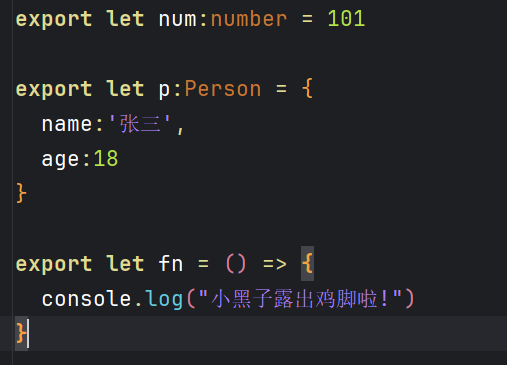 export let num:number = 101
export let p:Person = {
name:'张三',
age:18
}
export let fn = () => {
console.log("小黑子露出鸡脚啦!")
}